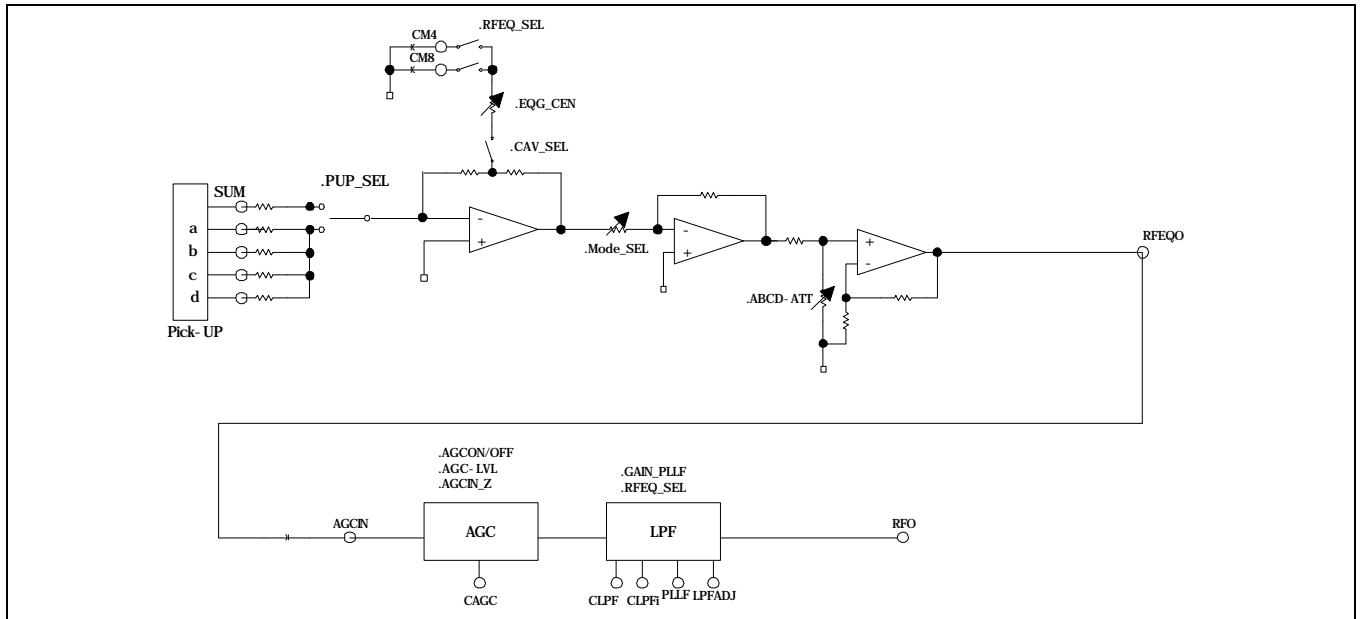 .RFEQ_SEL
CM4
CM8
.EQG_CEN
.CAV_SEL
SUM
.PUP_SEL
a
b
c
d
Pick-UP
-
+
.Mode_SEL
-
+
.ABCD-ATT
+
-
RFEQO
.AGCON/OFF
.AGC-LVL
.AGCIN_Z
.GAIN_PLLF
.RFEQ_SEL
AGCIN
AGC
LPF
RFO
CAGC
CLPF
CLPFi
PLLF
LPFADJ